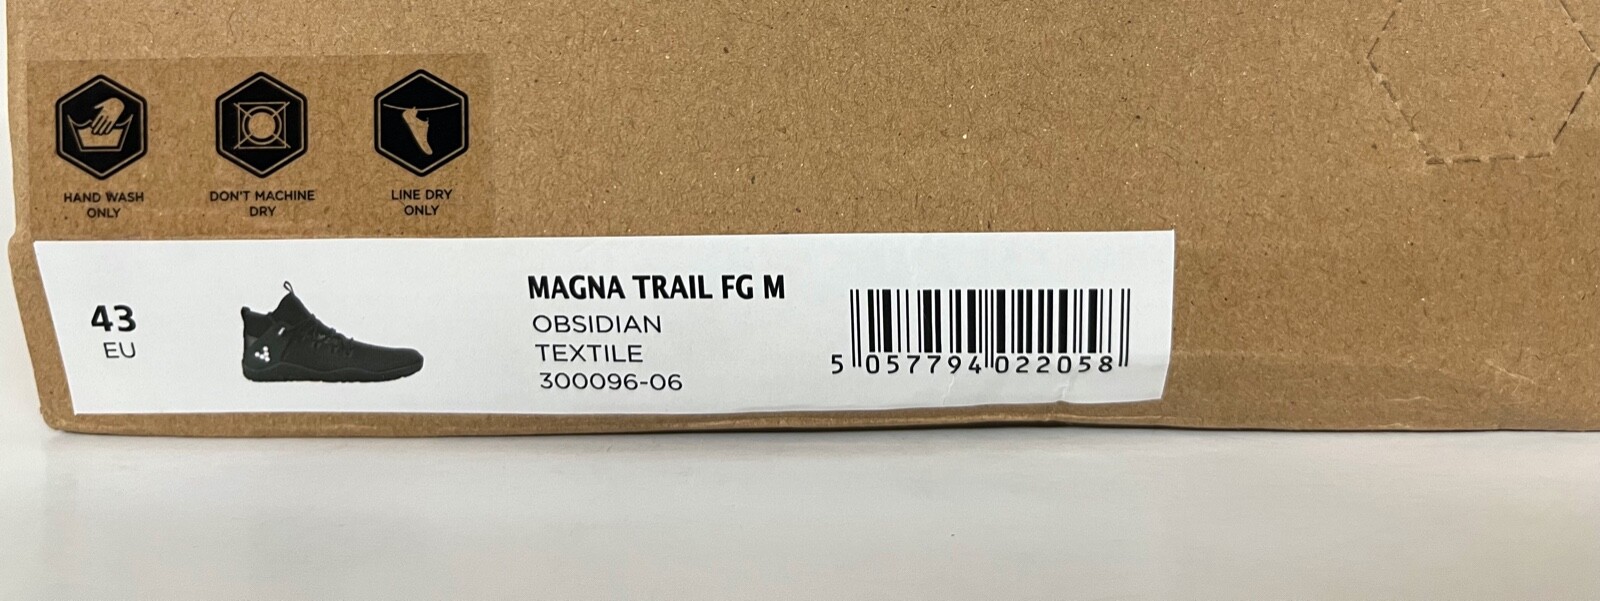 HAND WASH
ONLY
DON'T MACHINE
DRY
LINE DRY
ONLY
43
EU
MAGNA TRAIL FG M
OBSIDIAN
TEXTILE
300096-06
5 057794 022058